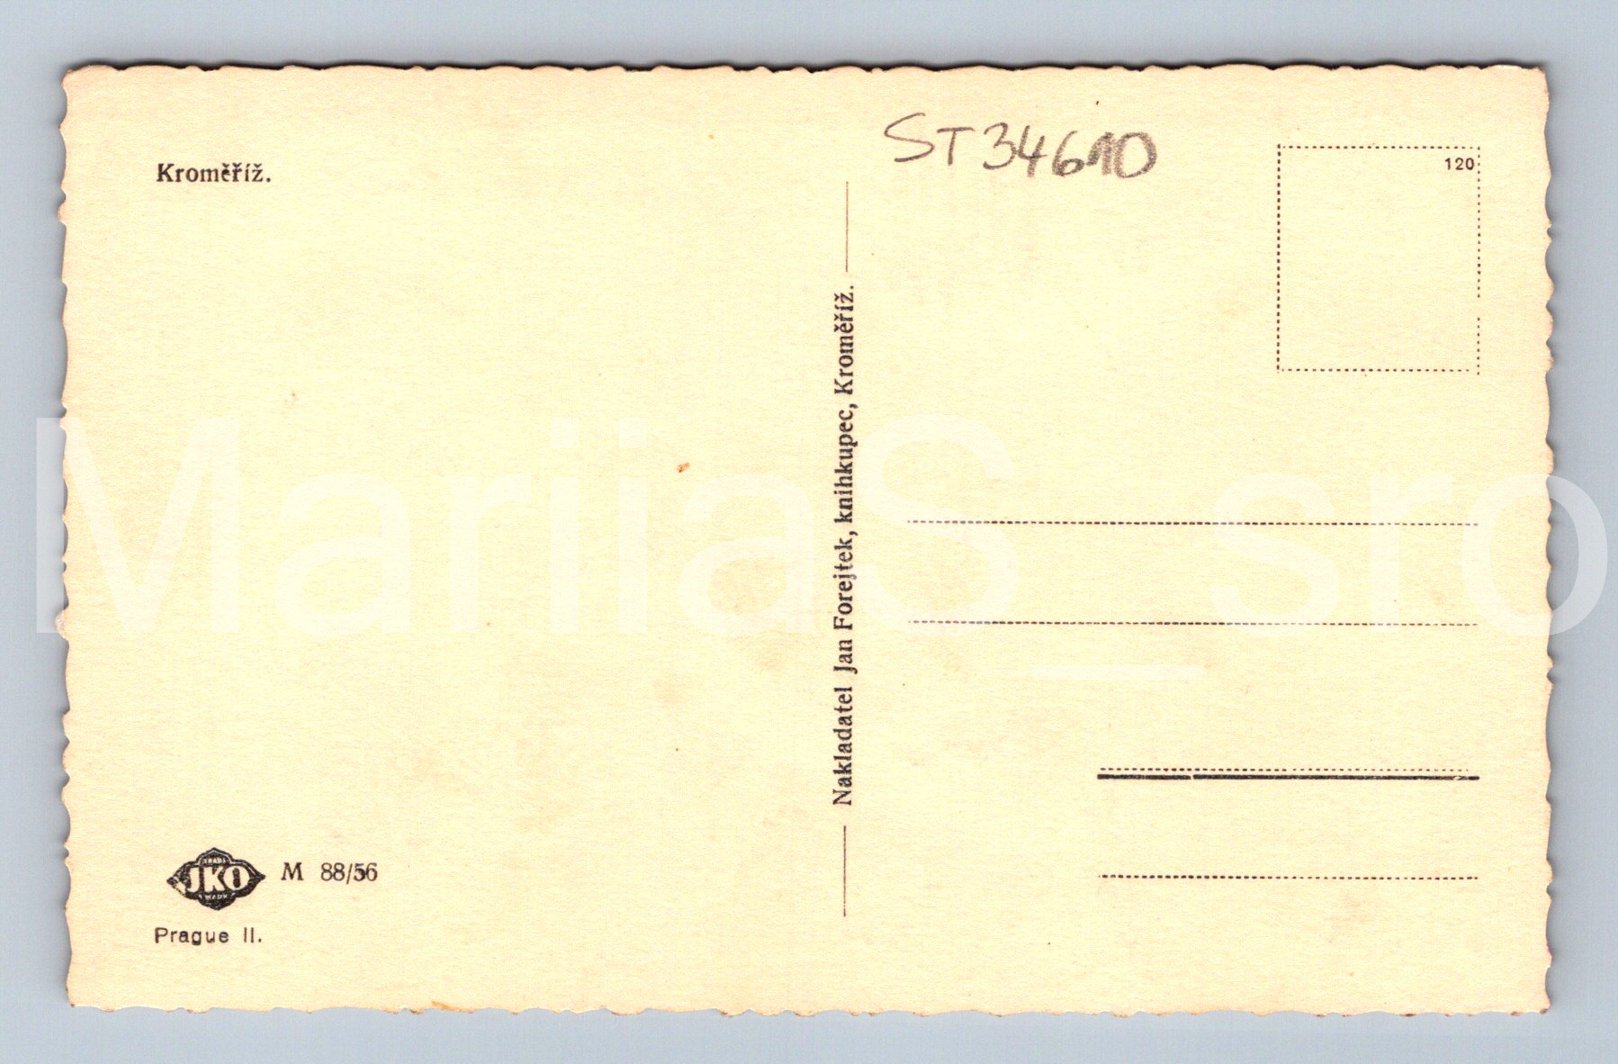 Kroměříž.
ST34610
120
Nakladatel Jan Forejtek, knihkupec, Kroměříž.
JKO
M 88/56
Prague II.
MariiaS_sro